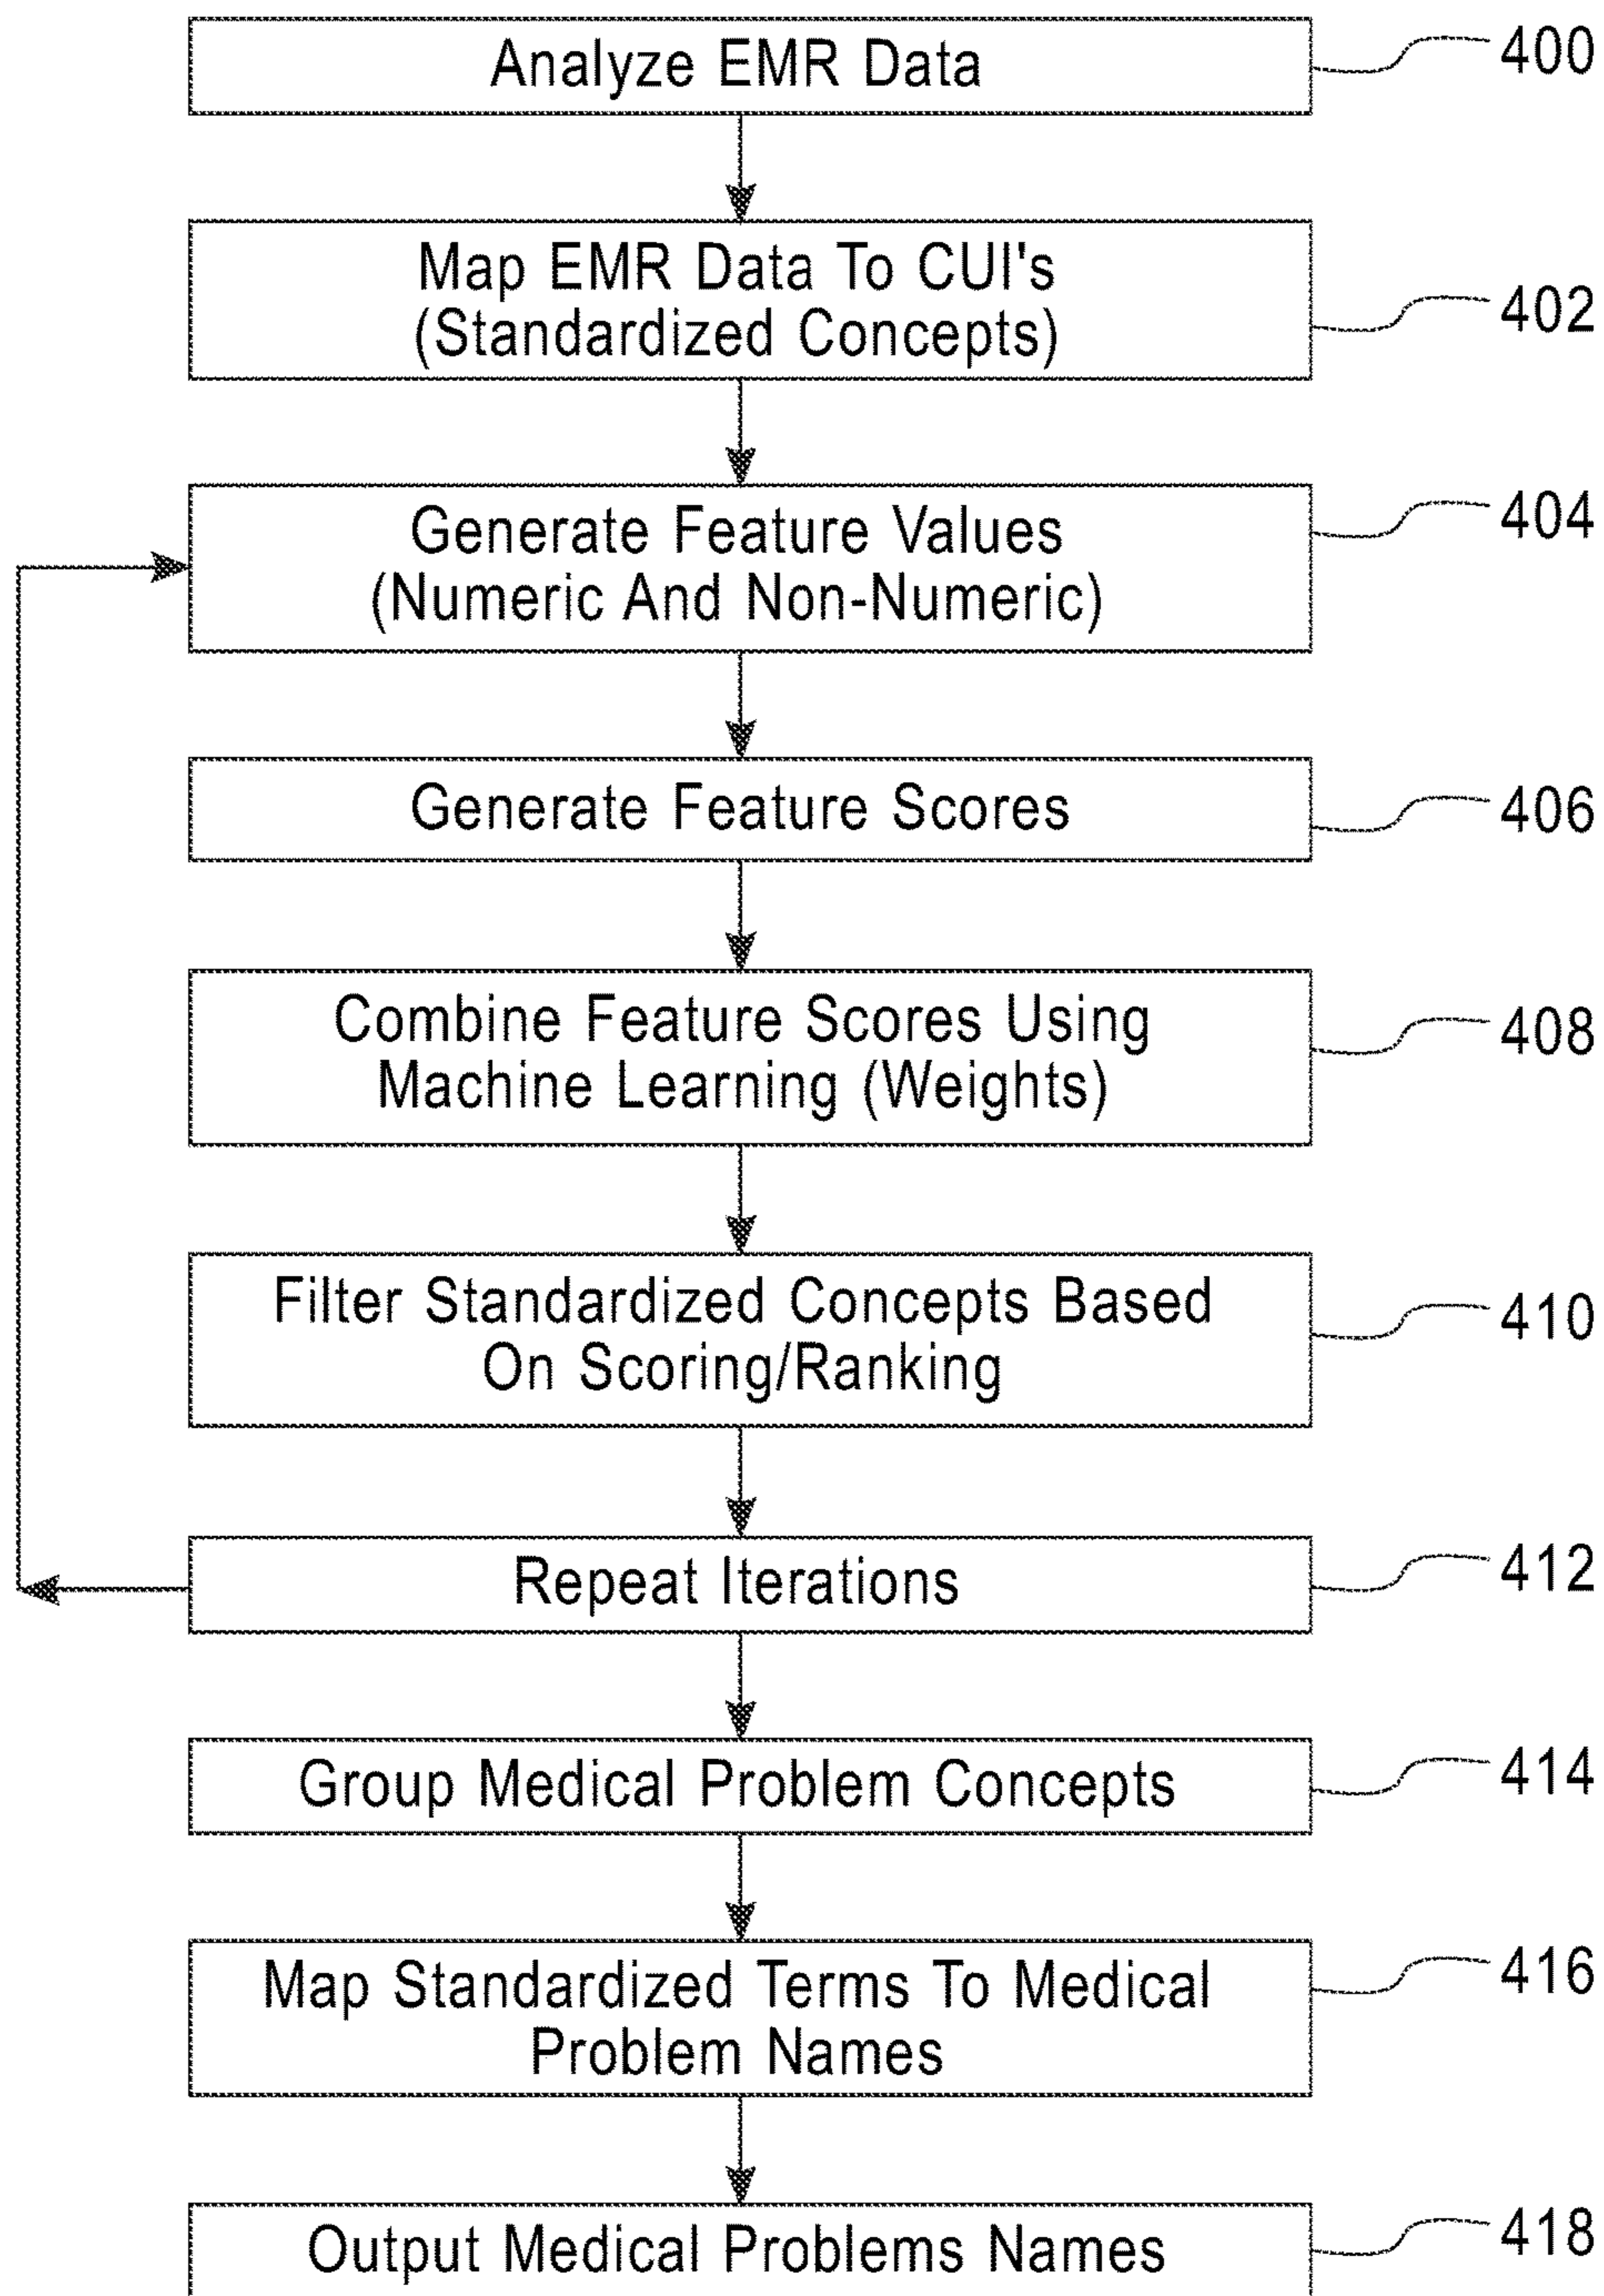 Analyze EMR Data
400
Map EMR Data To CUI's
(Standardized Concepts)
402
Generate Feature Values
(Numeric And Non-Numeric)
404
Generate Feature Scores
406
Combine Feature Scores Using
Machine Learning (Weights)
408
Filter Standardized Concepts Based
On Scoring/Ranking
410
Repeat Iterations
412
Group Medical Problem Concepts
414
Map Standardized Terms To Medical
Problem Names
416
Output Medical Problems Names
418